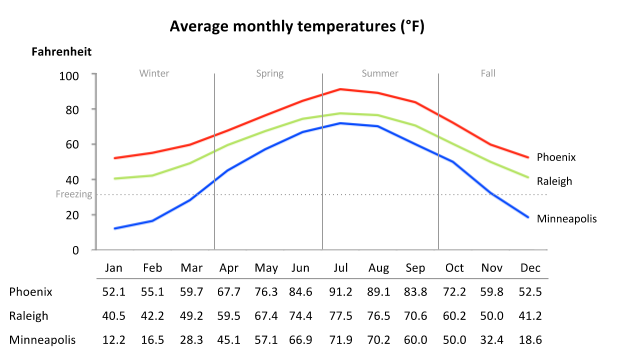 Average monthly temperatures (°F)
Fahrenheit
Winter Spring Summer Fall
100
80
60
40
Freezing
20
0
Phoenix
Raleigh
Minneapolis
Jan Feb Mar Apr May Jun Jul Aug Sep Oct Nov Dec
Phoenix 52.1 55.1 59.7 67.7 76.3 84.6 91.2 89.1 83.8 72.2 59.8 52.5
Raleigh 40.5 42.2 49.2 59.5 67.4 74.4 77.5 76.5 70.6 60.2 50.0 41.2
Minneapolis 12.2 16.5 28.3 45.1 57.1 66.9 71.9 70.2 60.0 50.0 32.4 18.6